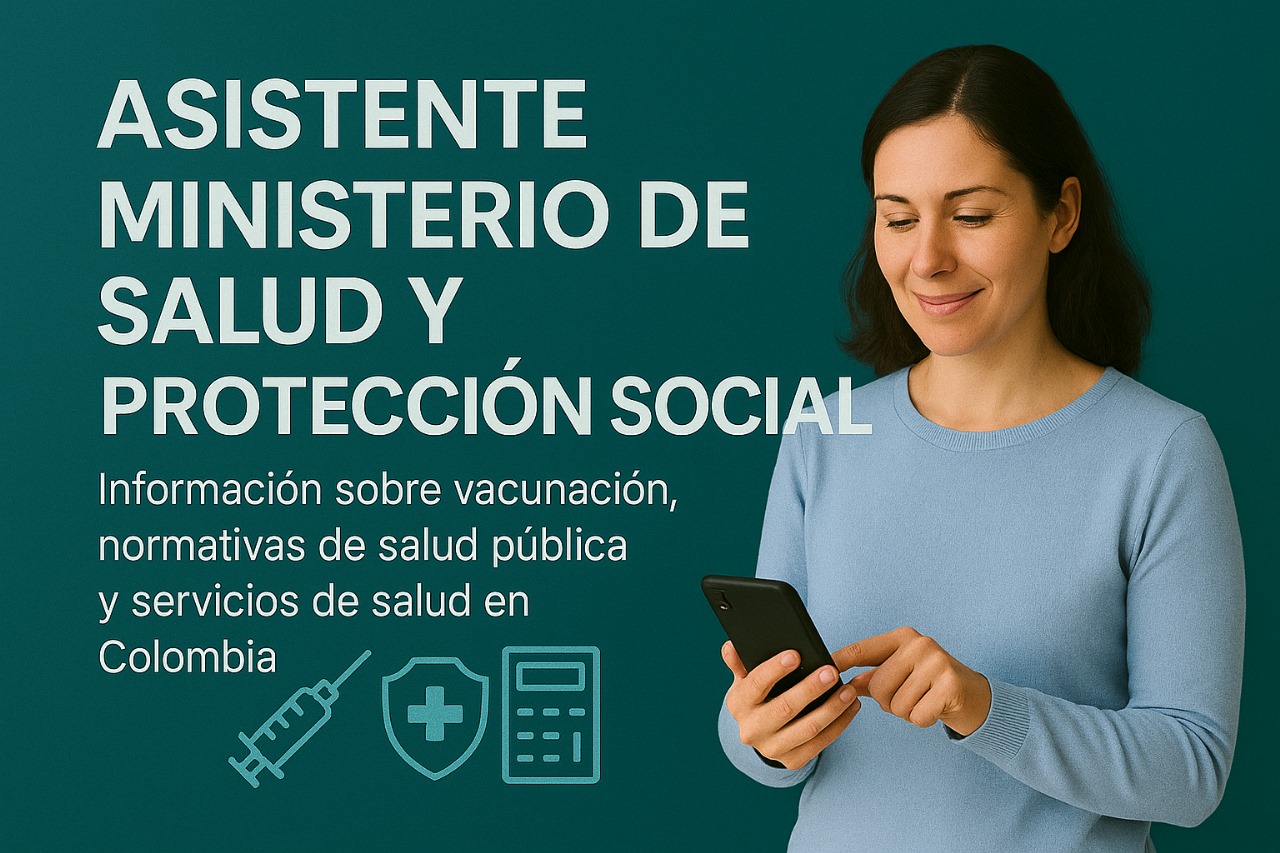 ASISTENTE
MINISTERIO DE
SALUD Y
PROTECCIÓN SOCIAL
Información sobre vacunación,
normativas de salud pública
y servicios de salud en
Colombia